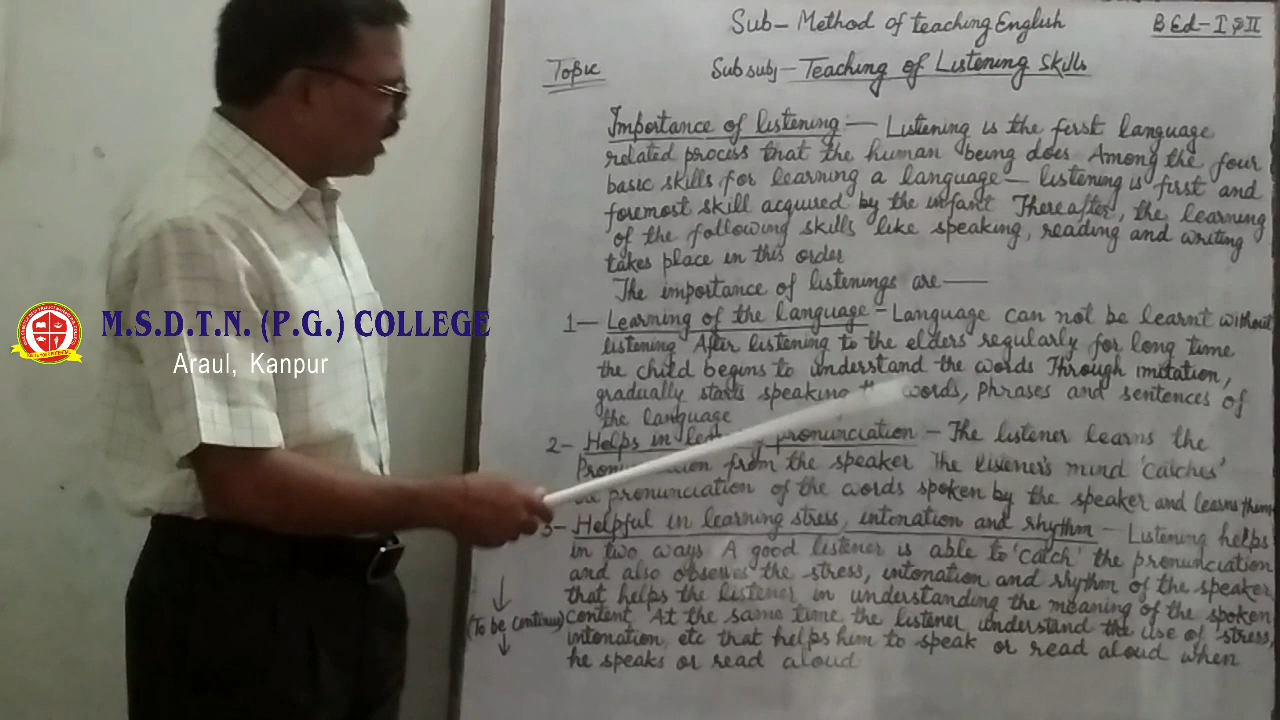 Sub- Method of teaching English
B Ed- I & II
Topic
Sub subj - Teaching of Listening Skills
Importance of listening :— Listening is the first language
related process that the human being does. Among the four
basic skills for learning a language — listening is first and
foremost skill acquired by the infant Thereafter, the learning
of the following skills like speaking, reading and writing
takes place in this order
The importance of listenings are —
1— Learning of the language - Language can not be learnt without
listening. After listening to the elders regularly for long time
the child begins to understand the words Through imitation,
gradually starts speaking words, phrases and sentences of
the language
2- Helps in pronunciation - The listener learns the
from the speaker The listener's mind 'catches'
pronunciation of the words spoken by the speaker and learns them
3- Helpful in learning stress, intonation and rhythm - Listening helps
in two ways A good listener is able to 'catch' the pronunciation
and also observes the stress, intonation and rhythm of the speaker,
that helps the listener in understanding the meaning of the spoken
content. At the same time, the listener understand the use of stress,
intonation, etc that helps him to speak or read aloud when
he speaks or read aloud
(To be continue)
M.S.D.T.N. (P.G.) COLLEGE
Araul, Kanpur